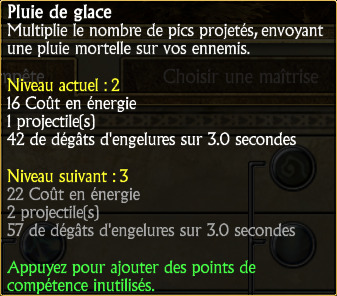 Pluie de glace
Multiplie le nombre de pics projetés, envoyant
une pluie mortelle sur vos ennemis.
Choisir une maîtrise
Niveau actuel : 2
16 Coût en énergie
1 projectile(s)
42 de dégâts d'engelures sur 3.0 secondes
Niveau suivant : 3
22 Coût en énergie
2 projectile(s)
57 de dégâts d'engelures sur 3.0 secondes
Appuyez pour ajouter des points de
compétence inutilisés.